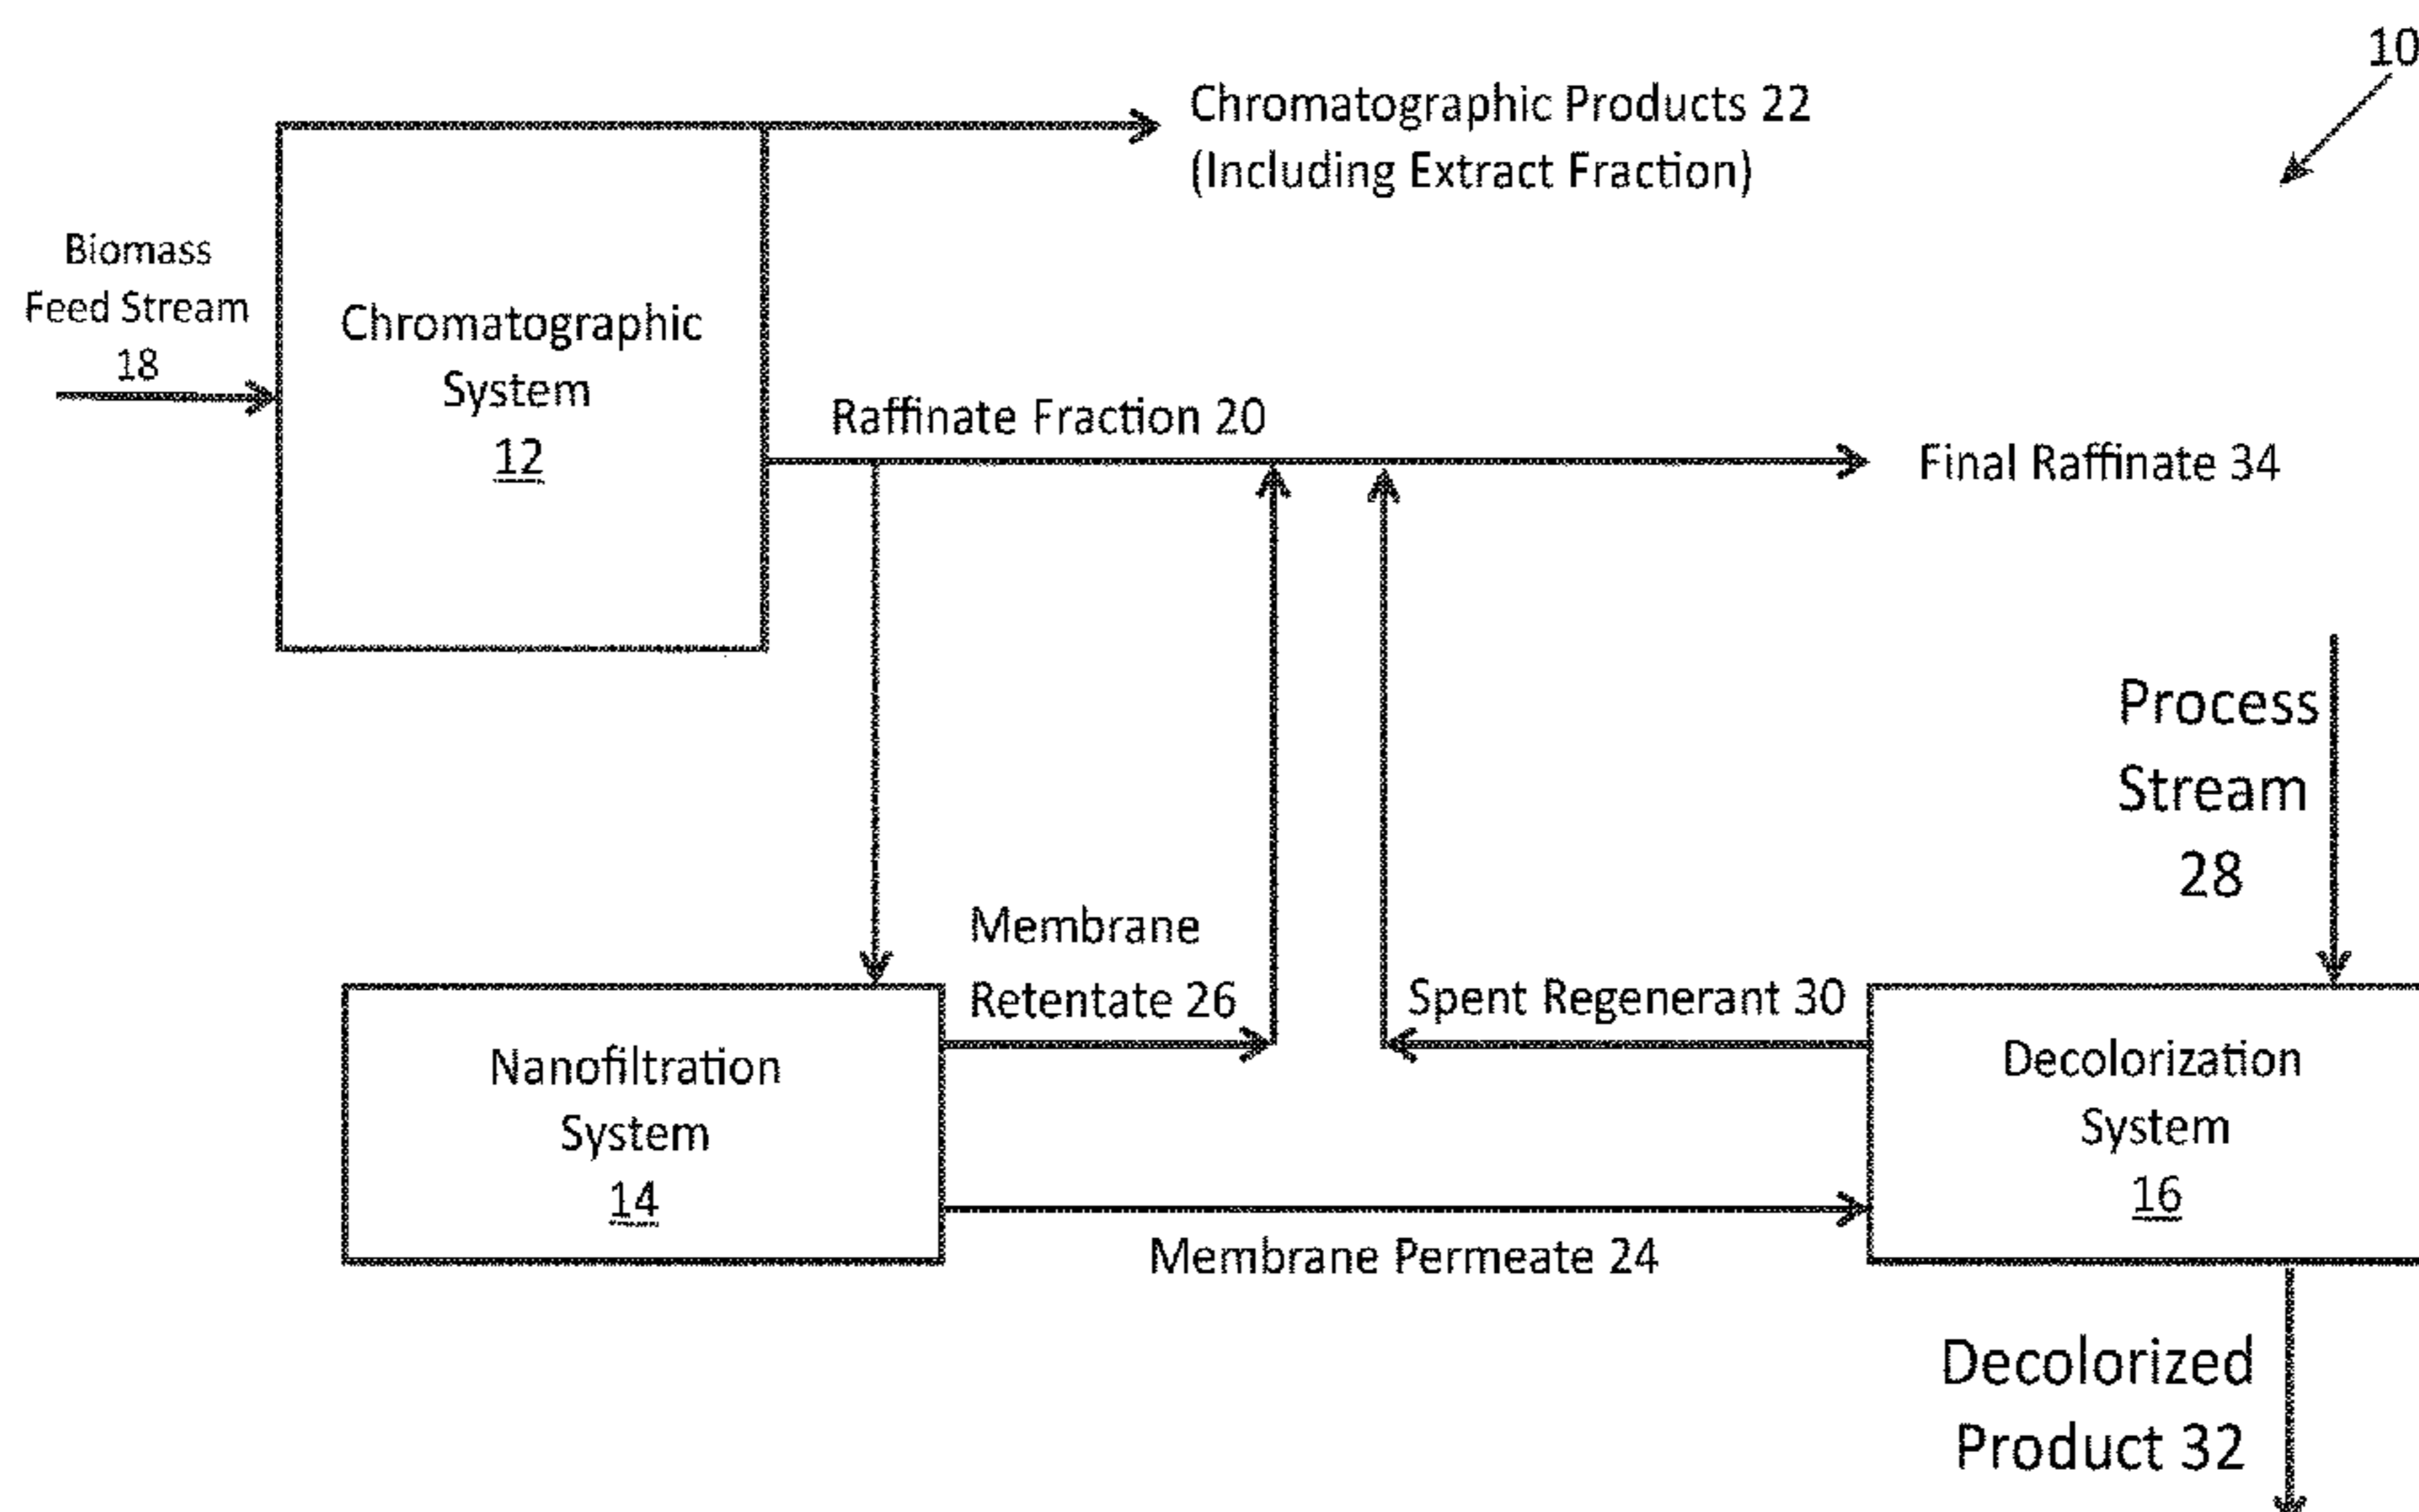 10
Chromatographic Products 22
(Including Extract Fraction)
Biomass
Feed Stream
18
Chromatographic
System
12
Raffinate Fraction 20
Final Raffinate 34
Process
Stream
28
Membrane
Retentate 26
Spent Regenerant 30
Nanofiltration
System
14
Decolorization
System
16
Membrane Permeate 24
Decolorized
Product 32